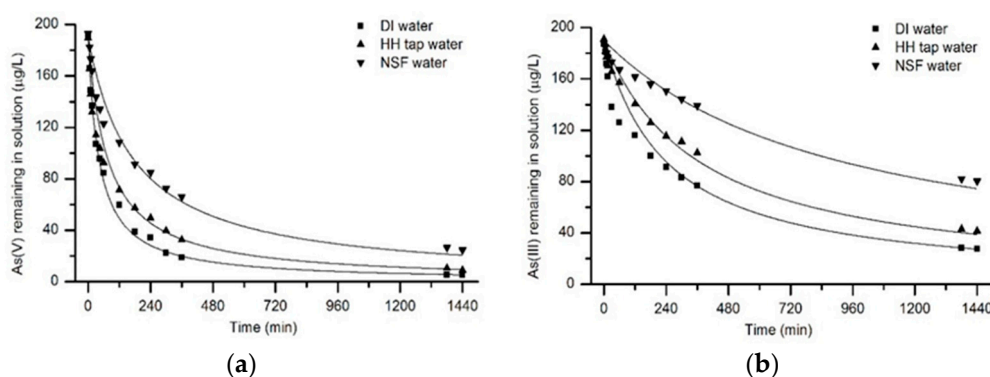 200
160
120
80
40
0
As(V) remaining in solution (µg/L)
DI water
HH tap water
NSF water
0 240 480 720 960 1200 1440
Time (min)
(a)
200
160
120
80
40
0
As(III) remaining in solution (µg/L)
DI water
HH tap water
NSF water
0 240 480 720 960 1200 1440
Time (min)
(b)